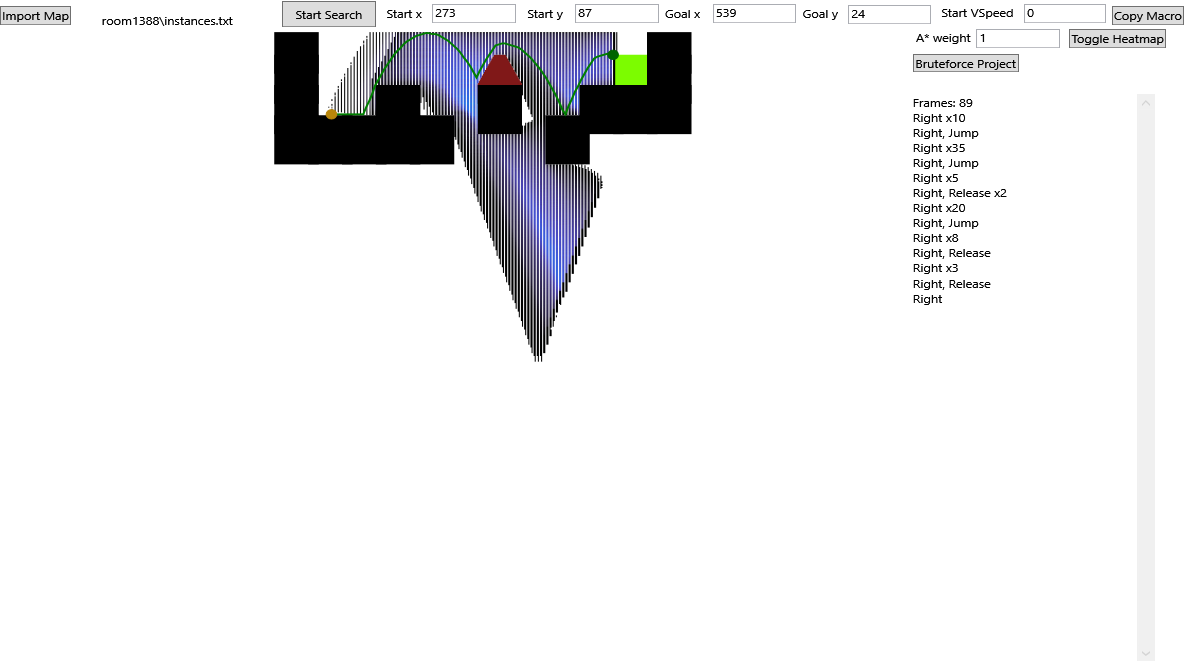 Import Map
room1388\instances.txt
Start Search
Start x 273
Start y 87
Goal x 539
Goal y 24
Start VSpeed 0
Copy Macro
A* weight 1
Toggle Heatmap
Bruteforce Project
Frames: 89
Right x10
Right, Jump
Right x35
Right, Jump
Right x5
Right, Release x2
Right x20
Right, Jump
Right x8
Right, Release
Right x3
Right, Release
Right